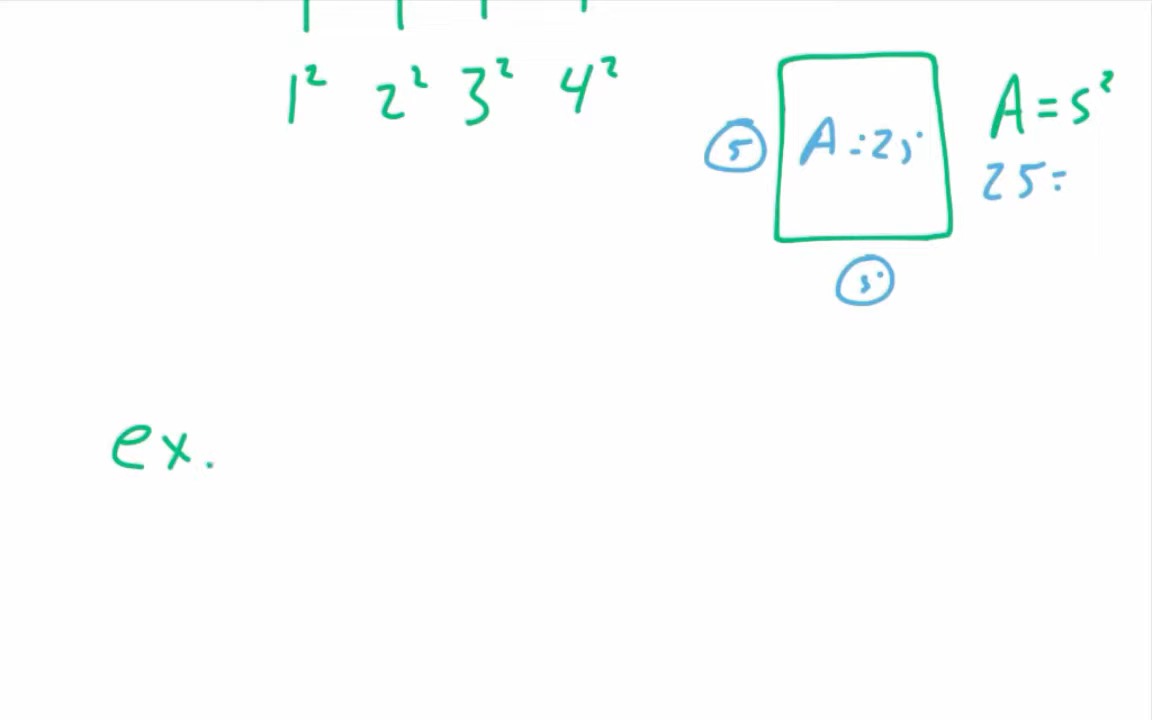 1² 2² 3² 4²
A = s²
5 A = 25
25 =
5
ex.